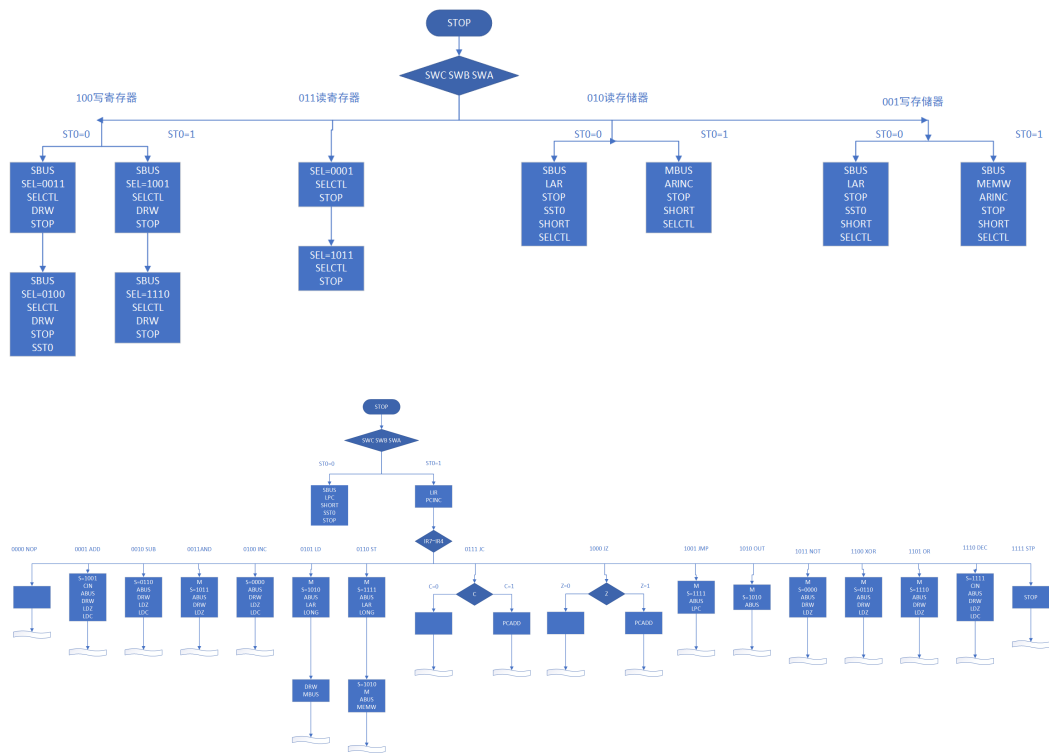 STOP
SWC SWB SWA
100写寄存器
011读寄存器
010读存储器
001写存储器
ST0=0
ST0=1
ST0=0
ST0=1
ST0=0
ST0=1
SBUS
SEL=0011
SELCTL
DRW
STOP
SBUS
SEL=1001
SELCTL
DRW
STOP
SEL=0001
SELCTL
STOP
SBUS
LAR
STOP
SST0
SHORT
SELCTL
MBUS
ARINC
STOP
SHORT
SELCTL
SBUS
LAR
STOP
SST0
SHORT
SELCTL
SBUS
MEMW
ARINC
STOP
SHORT
SELCTL
SBUS
SEL=0100
SELCTL
DRW
STOP
SST0
SBUS
SEL=1110
SELCTL
DRW
STOP
SEL=1011
SELCTL
STOP
STOP
SWC SWB SWA
ST0=0
ST0=1
SBUS
LPC
SHORT
SST0
STOP
LIR
PCINC
IR7~IR4
0000 NOP
0001 ADD
0010 SUB
0011AND
0100 INC
0101 LD
0110 ST
0111 JC
1000 JZ
1001 JMP
1010 OUT
1011 NOT
1100 XOR
1101 OR
1110 DEC
1111 STP
S=1001
CIN
ABUS
DRW
LDZ
LDC
S=0110
ABUS
DRW
LDZ
LDC
M
S=1011
ABUS
DRW
LDZ
S=0000
ABUS
DRW
LDZ
LDC
M
S=1010
ABUS
LAR
LONG
M
S=1111
ABUS
LAR
LONG
C=0
C
C=1
PCADD
Z=0
Z
Z=1
PCADD
M
S=1111
ABUS
LPC
M
S=1010
ABUS
M
S=0000
ABUS
DRW
LDZ
M
S=0110
ABUS
DRW
LDZ
M
S=1110
ABUS
DRW
LDZ
S=1111
CIN
ABUS
DRW
LDZ
LDC
STOP
DRW
MBUS
S=1010
M
ABUS
MEMW